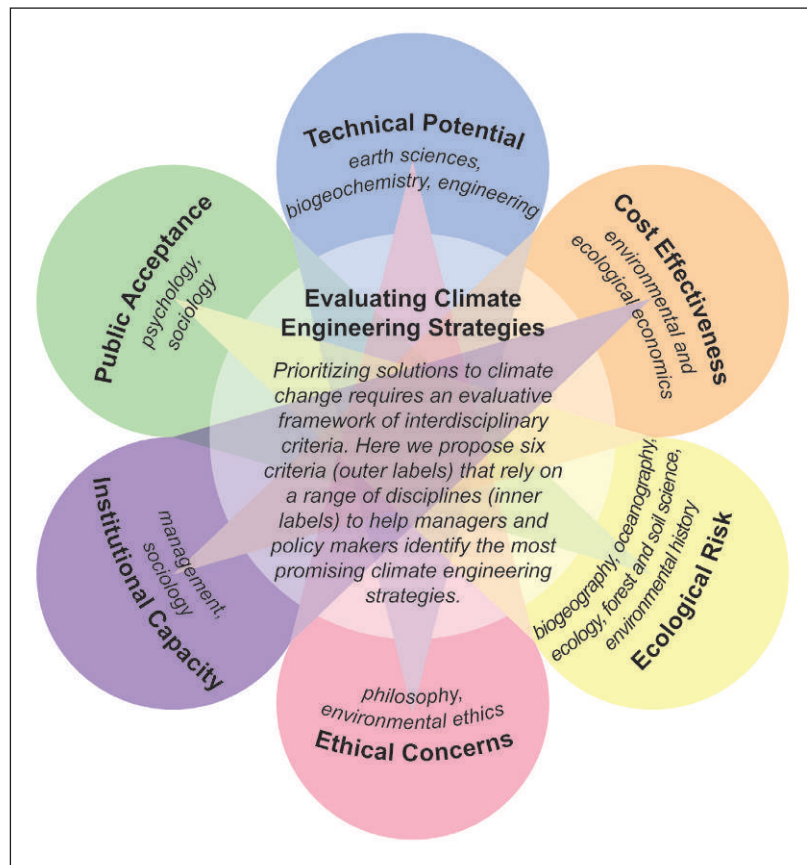 Technical Potential
earth sciences,
biogeochemistry, engineering
Cost Effectiveness
environmental and
ecological economics
biogeography, oceanography,
ecology, forest and soil science,
environmental history
Ecological Risk
philosophy,
environmental ethics
Ethical Concerns
management,
sociology
Institutional Capacity
Public Acceptance
psychology,
sociology
Evaluating Climate
Engineering Strategies
Prioritizing solutions to climate
change requires an evaluative
framework of interdisciplinary
criteria. Here we propose six
criteria (outer labels) that rely on
a range of disciplines (inner
labels) to help managers and
policy makers identify the most
promising climate engineering
strategies.